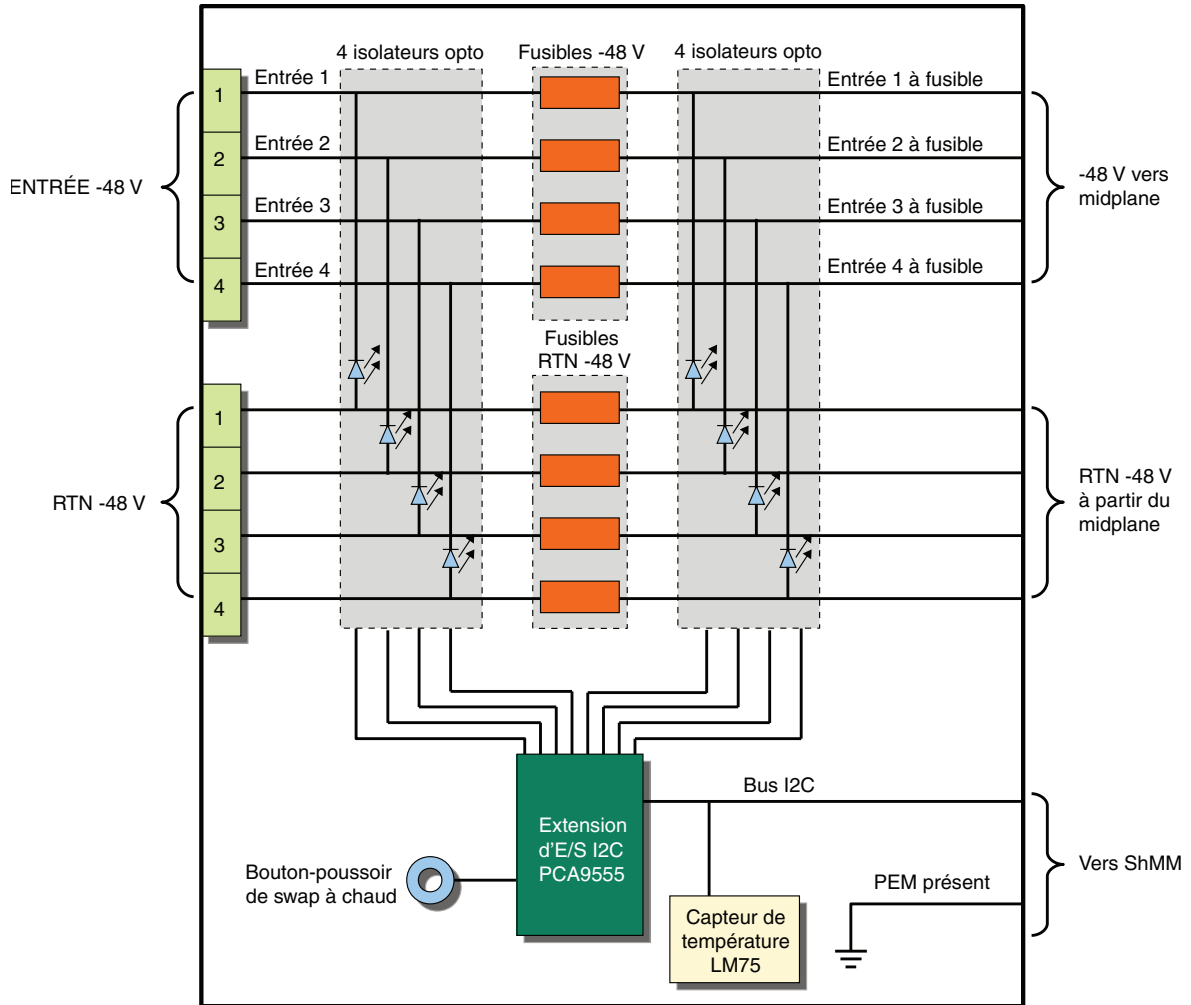 4 isolateurs opto
Fusibles -48 V
4 isolateurs opto
Entrée 1
Entrée 1 à fusible
1
Entrée 2
Entrée 2 à fusible
2
ENTRÉE -48 V
-48 V vers
midplane
Entrée 3
Entrée 3 à fusible
3
Entrée 4
Entrée 4 à fusible
4
Fusibles
RTN -48 V
1
2
RTN -48 V
RTN -48 V
à partir du
midplane
3
4
Bus I2C
Extension
d'E/S I2C
PCA9555
Bouton-poussoir
de swap à chaud
Vers ShMM
PEM présent
Capteur de
température
LM75